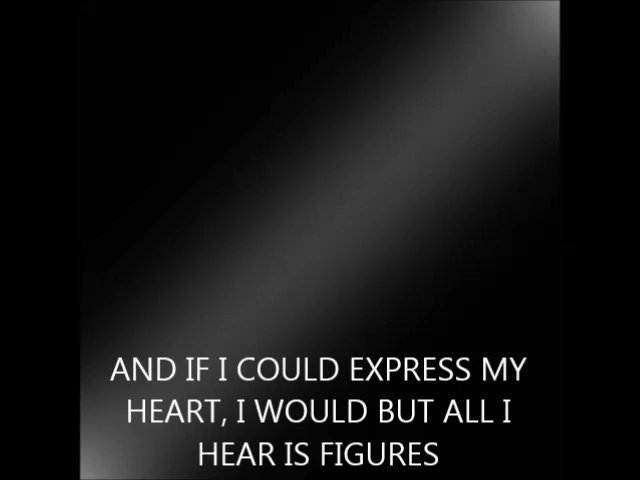 AND IF I COULD EXPRESS MY
HEART, I WOULD BUT ALL I
HEAR IS FIGURES